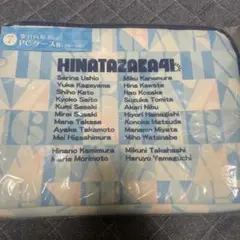 PCケース
HINATAZAKA46
Sarina Ushio
Yuka Kageyama
Shiho Kato
Kyoko Saito
Kumi Sasaki
Mirei Sasaki
Mana Takase
Ayaka Takamoto
Mei Higashimura
Hinano Kamimura
Marie Morimoto
Miku Kanemura
Hina Kawata
Nao Kosaka
Suzuka Tomita
Akari Nibu
Hiyori Hamagishi
Konoka Matsuda
Manamo Miyata
Miho Watanabe
Mikuni Takahashi
Haruyo Yamaguchi